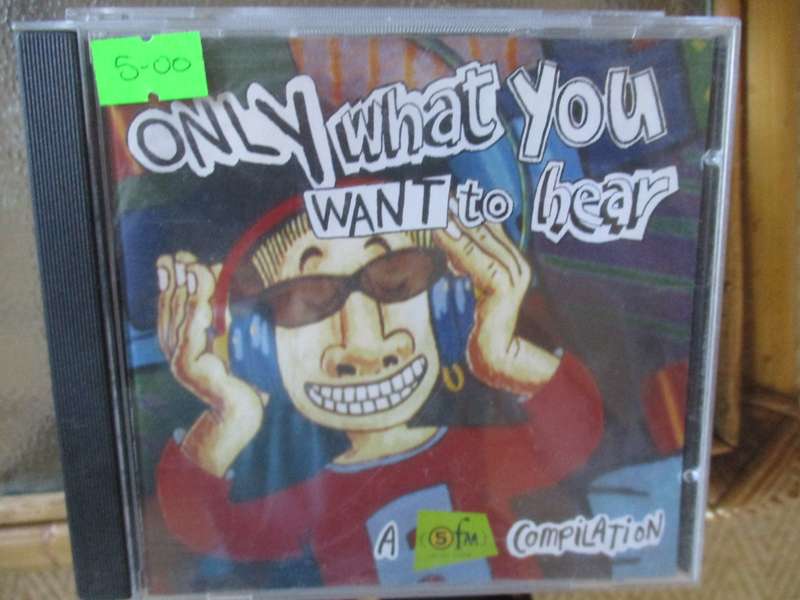 5-00
ONLY what YOU
WANT to hear
A 5fm COMPILATION